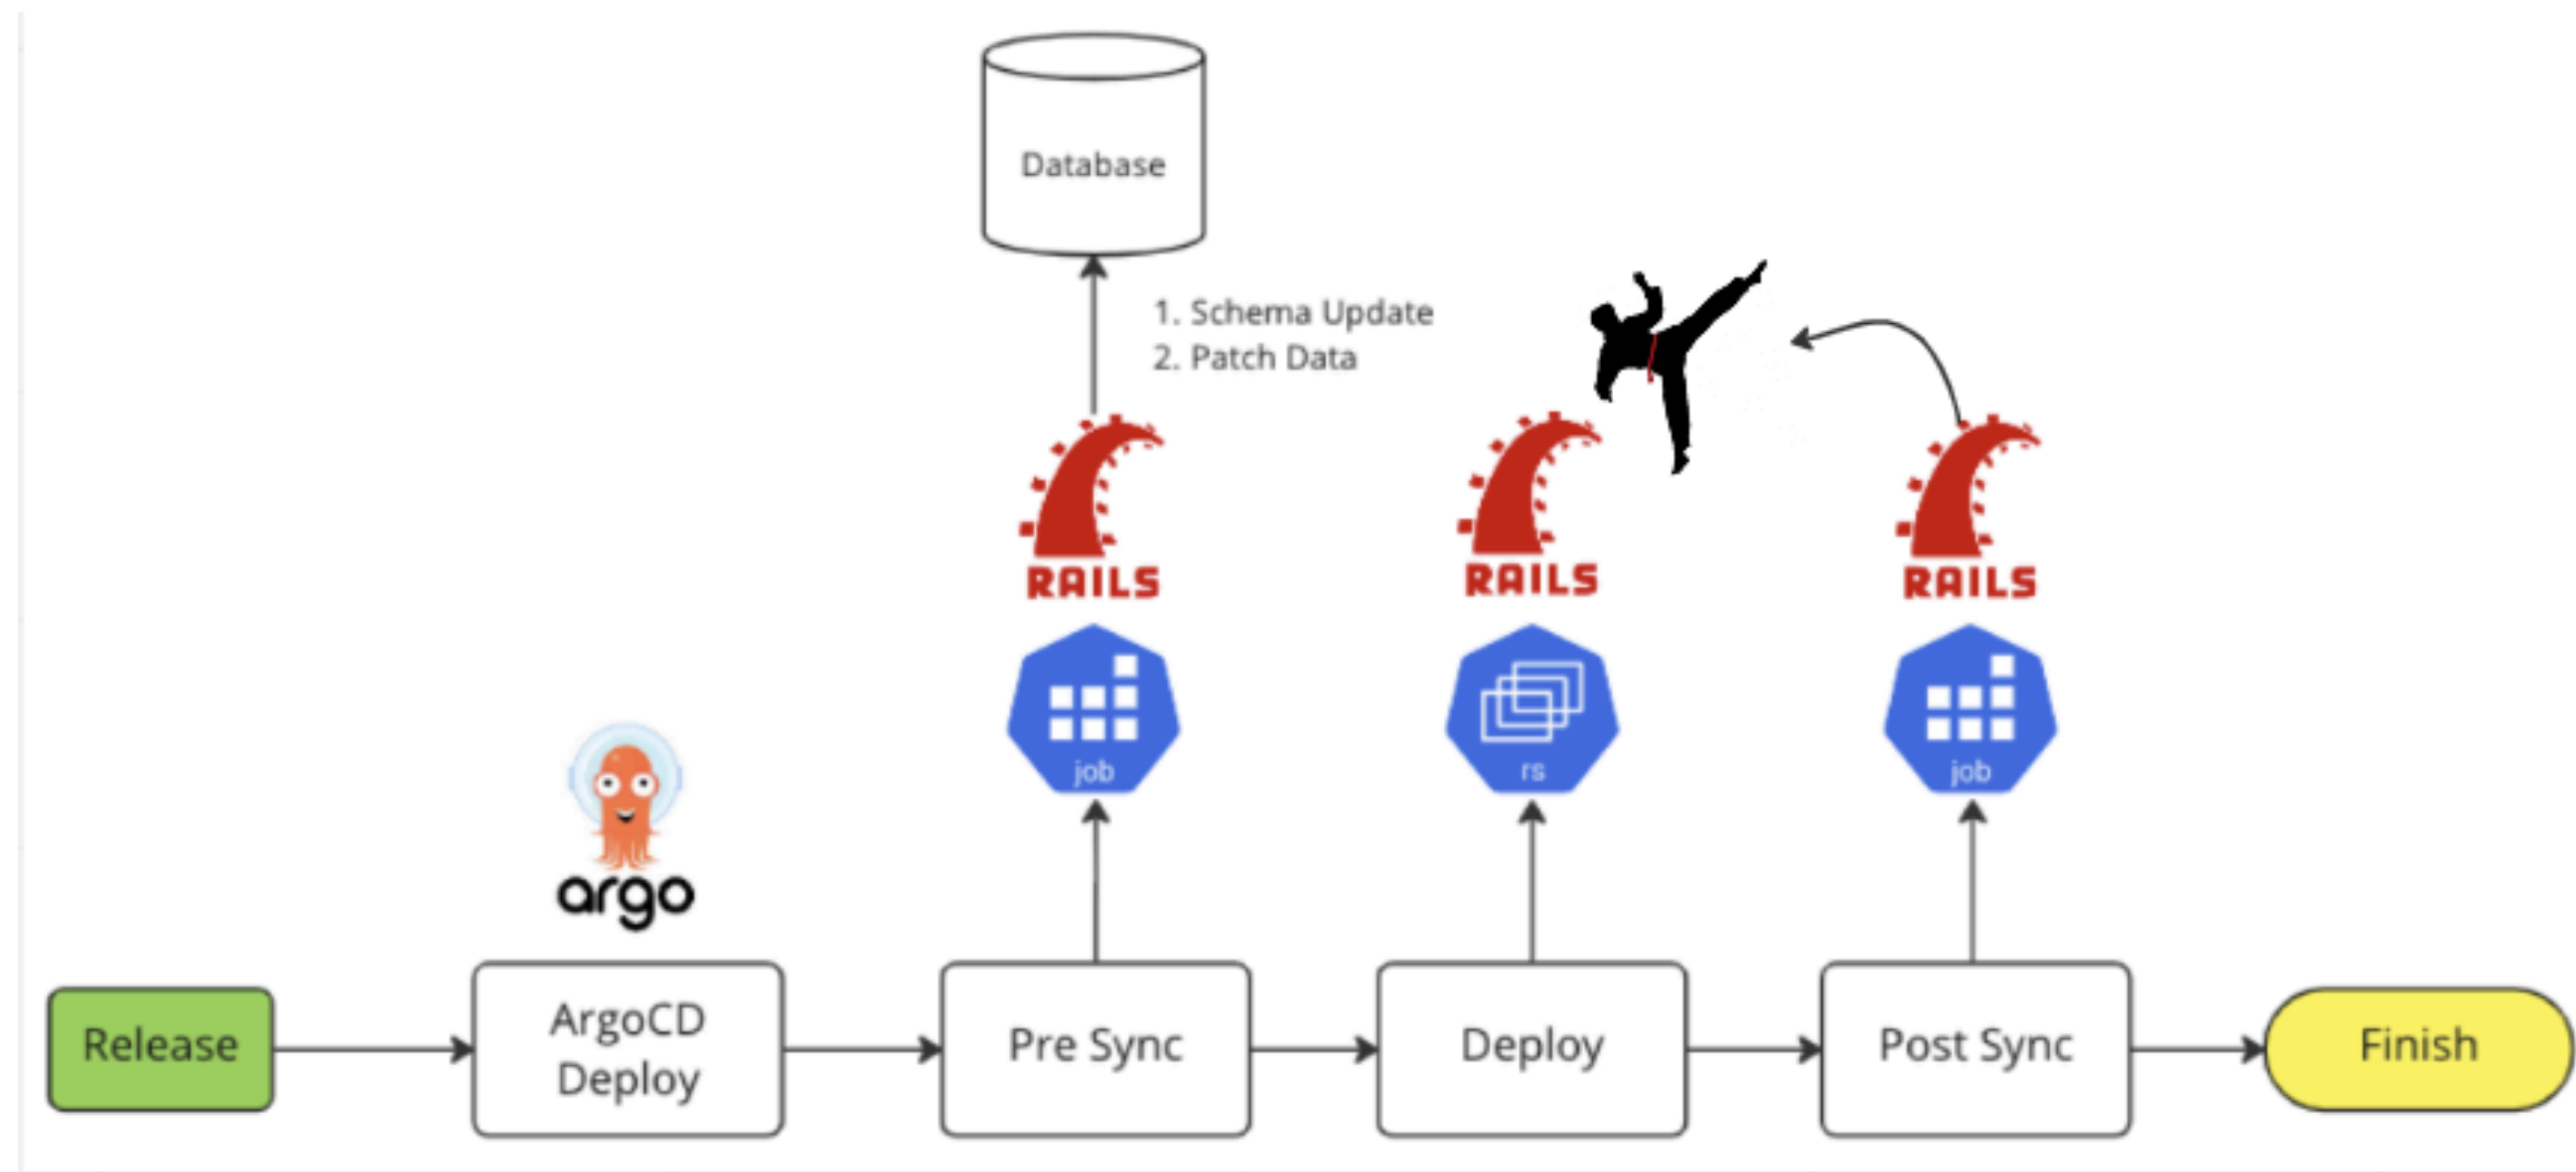 Database
1. Schema Update
2. Patch Data
RAILS
RAILS
RAILS
job
rs
job
argo
Release
ArgoCD
Deploy
Pre Sync
Deploy
Post Sync
Finish